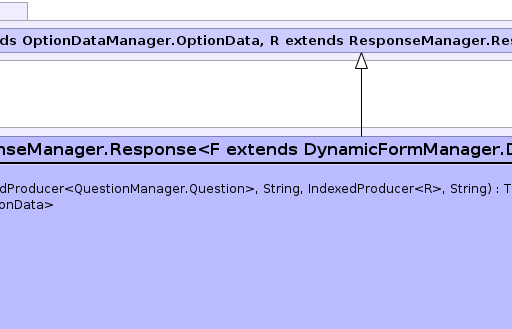 ds OptionDataManager.OptionData, R extends ResponseManager.Res
nseManager.Response<F extends DynamicFormManager.D
dProducer<QuestionManager.Question>, String, IndexedProducer<R>, String) : T
onData>